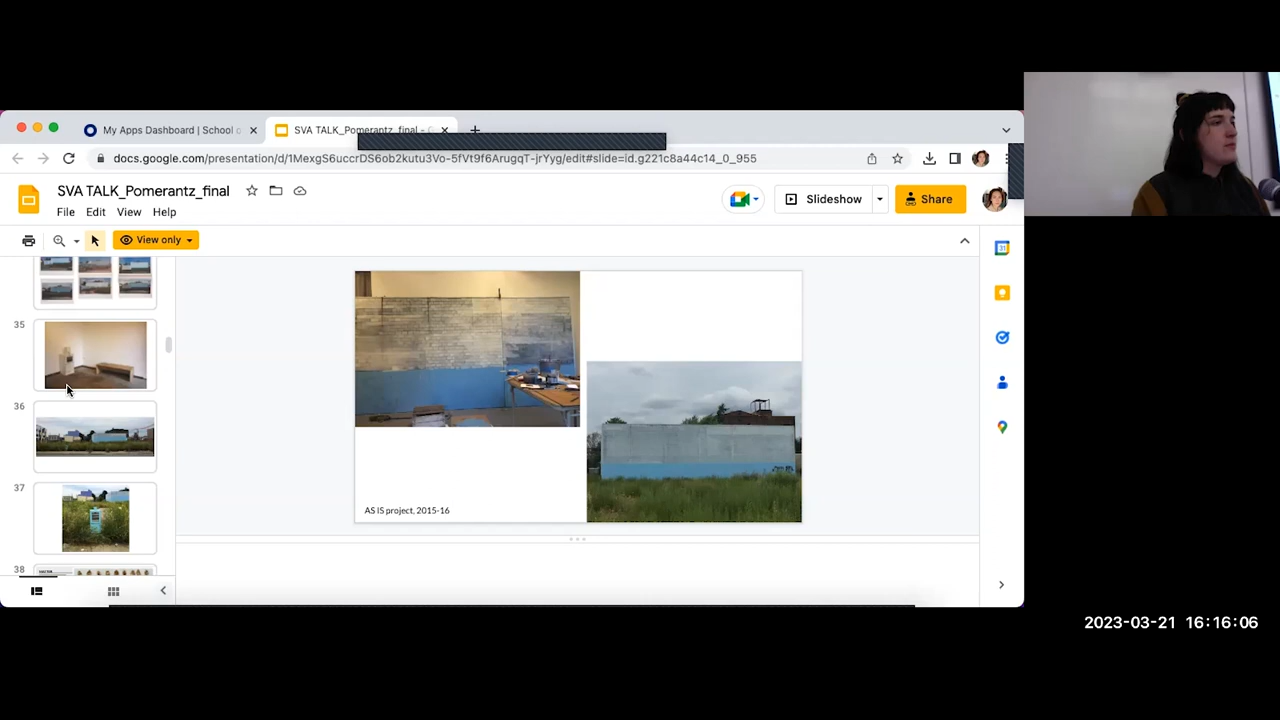 My Apps Dashboard | School o
SVA TALK_Pomerantz_final -
docs.google.com/presentation/d/1MexgS6uccrDS6ob2kutu3Vo-5fVt9f6ArugqT-jrYyg/edit#slide=id.g221c8a44c14_0_955
SVA TALK_Pomerantz_final
File Edit View Help
Slideshow
Share
View only
31
35
36
37
38
AS IS project, 2015-16
2023-03-21 16:16:06